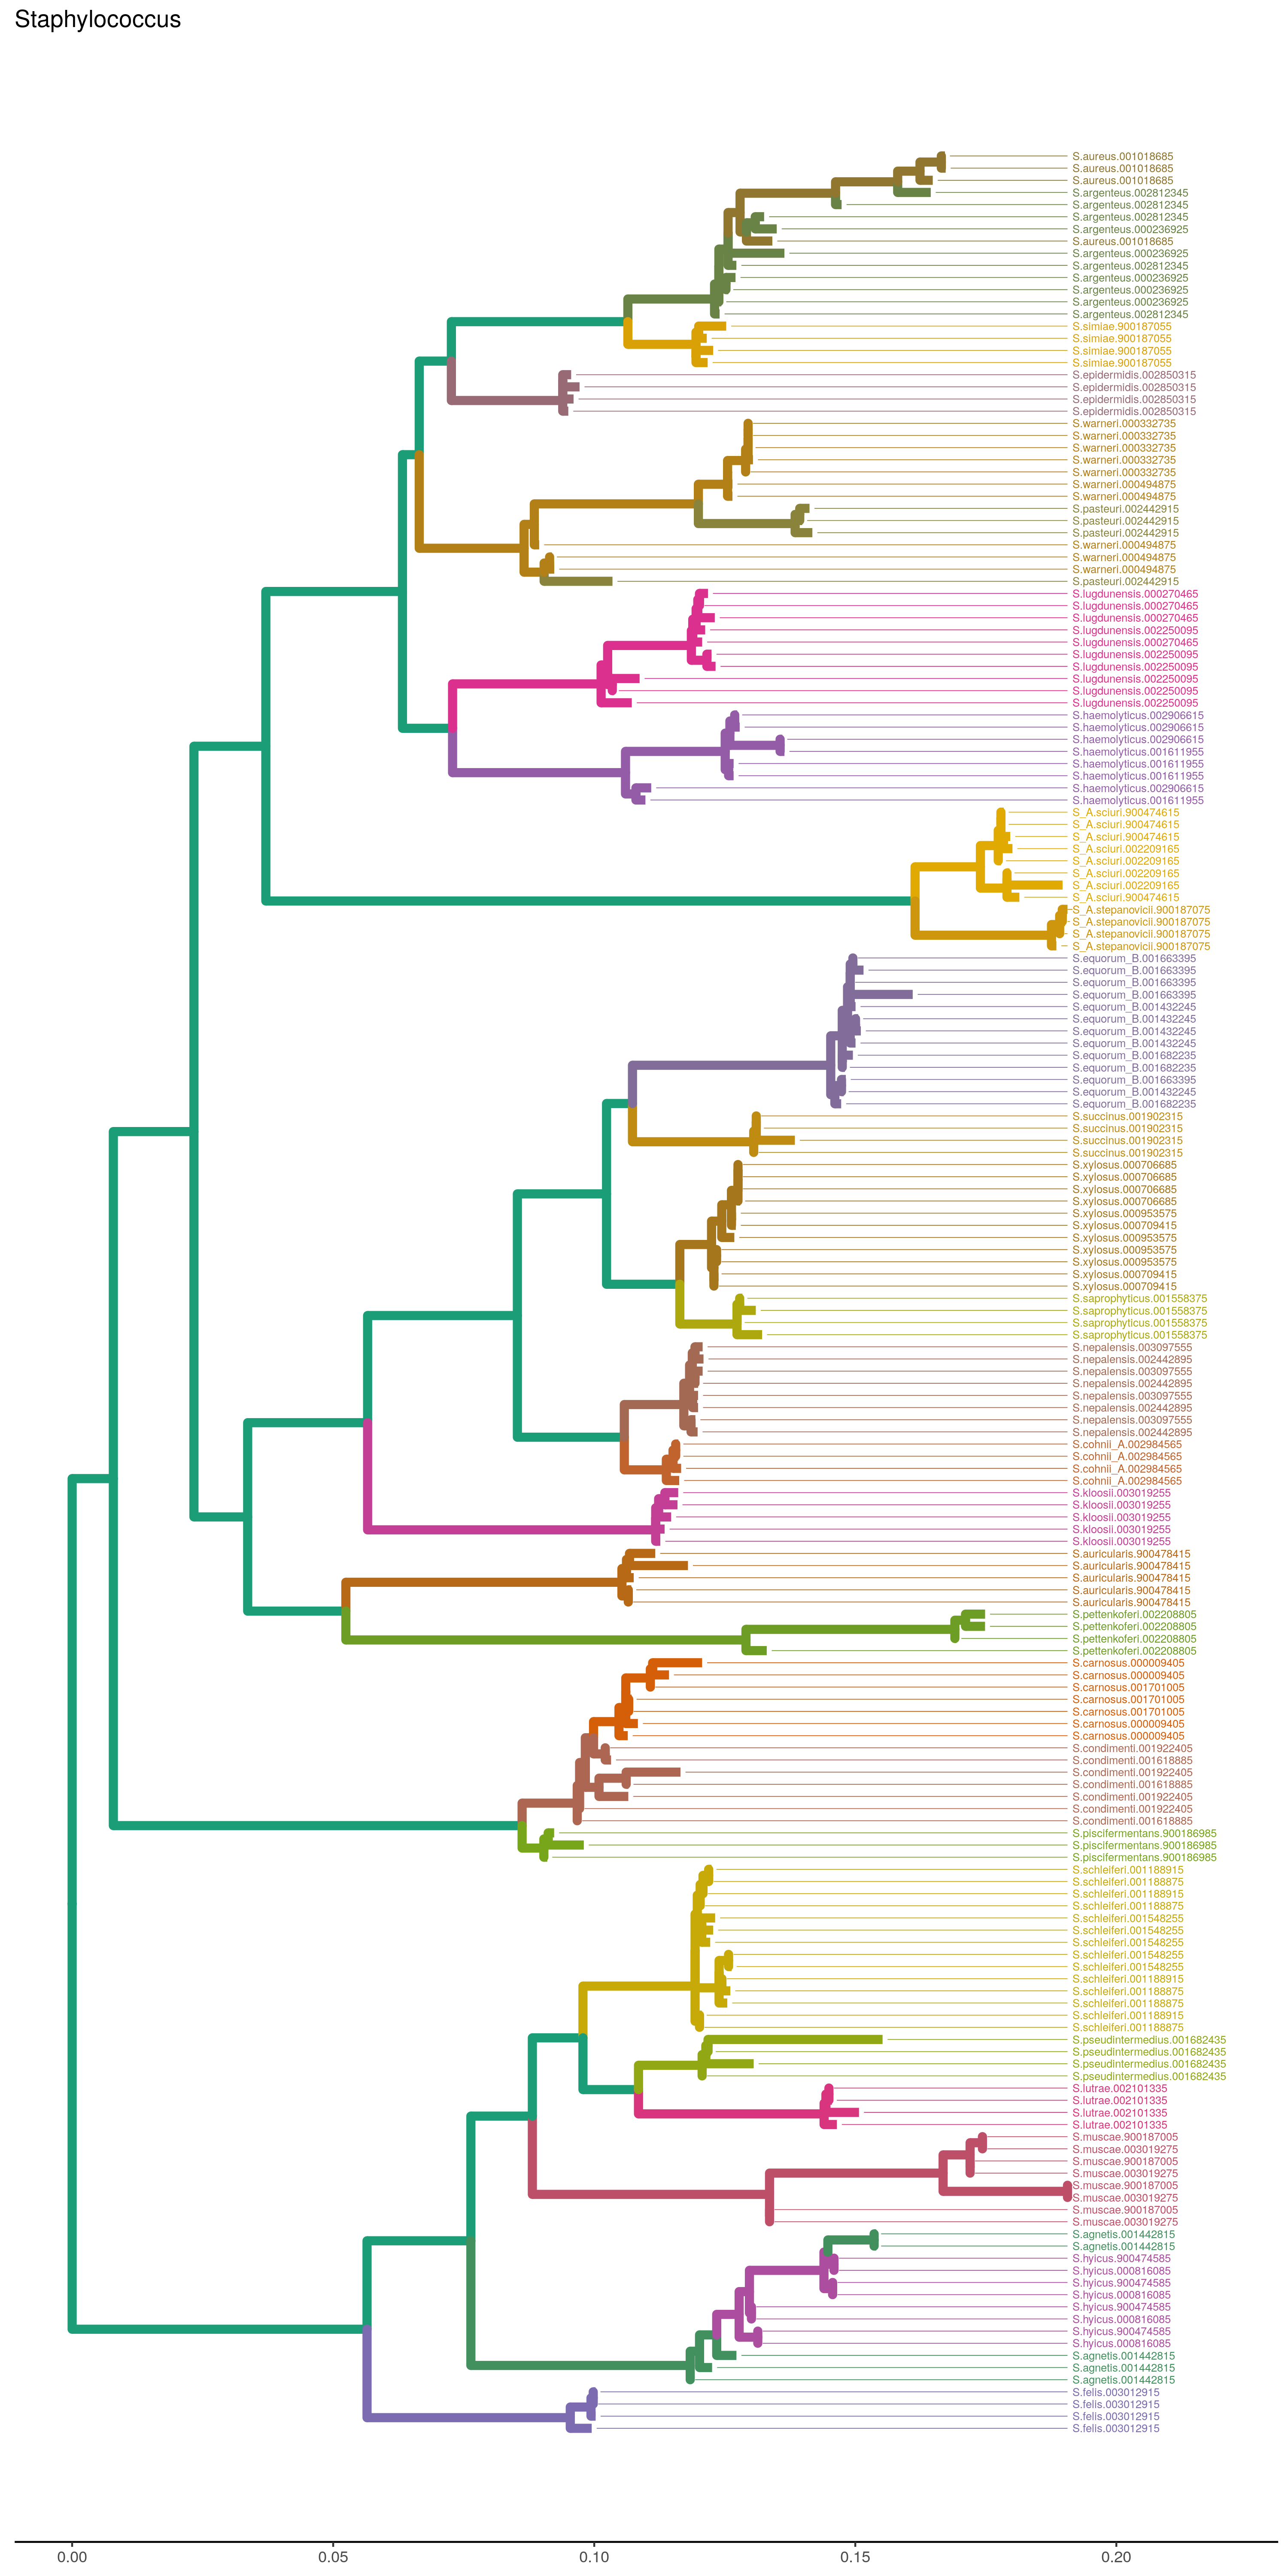 Staphylococcus
S.aureus.001018685
S.aureus.001018685
S.aureus.001018685
S.argenteus.002812345
S.argenteus.002812345
S.argenteus.002812345
S.argenteus.000236925
S.aureus.001018685
S.argenteus.000236925
S.argenteus.002812345
S.argenteus.000236925
S.argenteus.000236925
S.argenteus.000236925
S.argenteus.002812345
S.simiae.900187055
S.simiae.900187055
S.simiae.900187055
S.simiae.900187055
S.epidermidis.002850315
S.epidermidis.002850315
S.epidermidis.002850315
S.epidermidis.002850315
S.warneri.000332735
S.warneri.000332735
S.warneri.000332735
S.warneri.000332735
S.warneri.000332735
S.warneri.000494875
S.warneri.000494875
S.pasteuri.002442915
S.pasteuri.002442915
S.pasteuri.002442915
S.warneri.000494875
S.warneri.000494875
S.warneri.000494875
S.pasteuri.002442915
S.lugdunensis.000270465
S.lugdunensis.000270465
S.lugdunensis.000270465
S.lugdunensis.002250095
S.lugdunensis.000270465
S.lugdunensis.002250095
S.lugdunensis.002250095
S.lugdunensis.002250095
S.lugdunensis.002250095
S.lugdunensis.002250095
S.haemolyticus.002906615
S.haemolyticus.002906615
S.haemolyticus.002906615
S.haemolyticus.001611955
S.haemolyticus.001611955
S.haemolyticus.001611955
S.haemolyticus.002906615
S.haemolyticus.001611955
S_A.sciuri.900474615
S_A.sciuri.900474615
S_A.sciuri.900474615
S_A.sciuri.002209165
S_A.sciuri.002209165
S_A.sciuri.002209165
S_A.sciuri.002209165
S_A.sciuri.900474615
S_A.stepanovicii.900187075
S_A.stepanovicii.900187075
S_A.stepanovicii.900187075
S_A.stepanovicii.900187075
S.equorum_B.001663395
S.equorum_B.001663395
S.equorum_B.001663395
S.equorum_B.001663395
S.equorum_B.001432245
S.equorum_B.001432245
S.equorum_B.001432245
S.equorum_B.001432245
S.equorum_B.001682235
S.equorum_B.001682235
S.equorum_B.001663395
S.equorum_B.001432245
S.equorum_B.001682235
S.succinus.001902315
S.succinus.001902315
S.succinus.001902315
S.succinus.001902315
S.xylosus.000706685
S.xylosus.000706685
S.xylosus.000706685
S.xylosus.000706685
S.xylosus.000953575
S.xylosus.000709415
S.xylosus.000953575
S.xylosus.000953575
S.xylosus.000953575
S.xylosus.000709415
S.xylosus.000709415
S.saprophyticus.001558375
S.saprophyticus.001558375
S.saprophyticus.001558375
S.saprophyticus.001558375
S.nepalensis.003097555
S.nepalensis.002442895
S.nepalensis.003097555
S.nepalensis.002442895
S.nepalensis.003097555
S.nepalensis.002442895
S.nepalensis.003097555
S.nepalensis.002442895
S.cohnii_A.002984565
S.cohnii_A.002984565
S.cohnii_A.002984565
S.cohnii_A.002984565
S.kloosii.003019255
S.kloosii.003019255
S.kloosii.003019255
S.kloosii.003019255
S.kloosii.003019255
S.auricularis.900478415
S.auricularis.900478415
S.auricularis.900478415
S.auricularis.900478415
S.auricularis.900478415
S.pettenkoferi.002208805
S.pettenkoferi.002208805
S.pettenkoferi.002208805
S.pettenkoferi.002208805
S.carnosus.000009405
S.carnosus.000009405
S.carnosus.001701005
S.carnosus.001701005
S.carnosus.001701005
S.carnosus.000009405
S.carnosus.000009405
S.condimenti.001922405
S.condimenti.001618885
S.condimenti.001922405
S.condimenti.001618885
S.condimenti.001922405
S.condimenti.001922405
S.condimenti.001618885
S.piscifermentans.900186985
S.piscifermentans.900186985
S.piscifermentans.900186985
S.schleiferi.001188915
S.schleiferi.001188875
S.schleiferi.001188915
S.schleiferi.001188875
S.schleiferi.001548255
S.schleiferi.001548255
S.schleiferi.001548255
S.schleiferi.001548255
S.schleiferi.001548255
S.schleiferi.001188915
S.schleiferi.001188875
S.schleiferi.001188875
S.schleiferi.001188915
S.schleiferi.001188875
S.pseudintermedius.001682435
S.pseudintermedius.001682435
S.pseudintermedius.001682435
S.pseudintermedius.001682435
S.lutrae.002101335
S.lutrae.002101335
S.lutrae.002101335
S.lutrae.002101335
S.muscae.900187005
S.muscae.003019275
S.muscae.900187005
S.muscae.003019275
S.muscae.900187005
S.muscae.003019275
S.muscae.900187005
S.muscae.003019275
S.agnetis.001442815
S.agnetis.001442815
S.hyicus.900474585
S.hyicus.000816085
S.hyicus.900474585
S.hyicus.000816085
S.hyicus.900474585
S.hyicus.000816085
S.hyicus.900474585
S.hyicus.000816085
S.agnetis.001442815
S.agnetis.001442815
S.agnetis.001442815
S.felis.003012915
S.felis.003012915
S.felis.003012915
S.felis.003012915
0.00 0.05 0.10 0.15 0.20